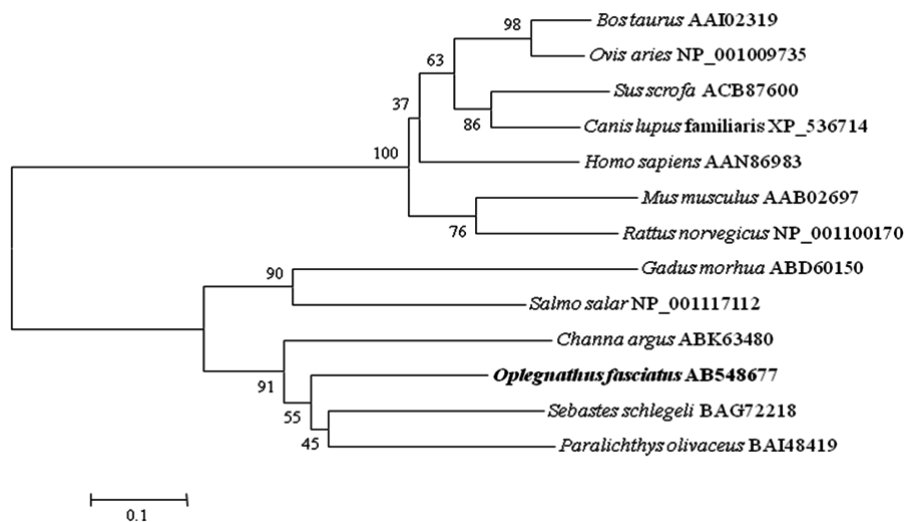 Bos taurus AAI02319
98
Ovis aries NP_001009735
63
Sus scrofa ACB87600
37
86
Canis lupus familiaris XP_536714
100
Homo sapiens AAN86983
Mus musculus AAB02697
76
Rattus norvegicus NP_001100170
90
Gadus morhua ABD60150
Salmo salar NP_001117112
Channa argus ABK63480
91
Oplegnathus fasciatus AB548677
55
Sebastes schlegeli BAG72218
45
Paralichthys olivaceus BAI48419
0.1